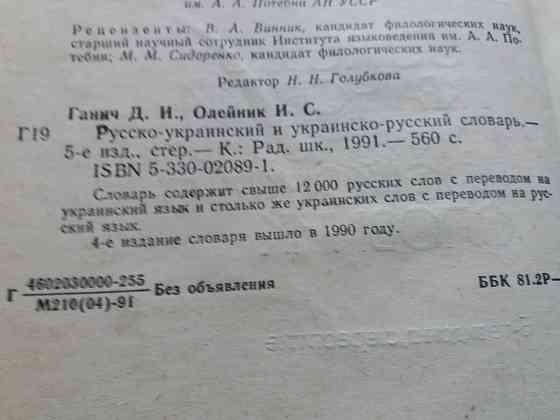 им. А. А. Потебни АН УССР
Рецензенты: В. А. Винник, кандидат филологических наук,
старший научный сотрудник Института языковедения им. А. А. По-
тебни; М. М. Сидоренко, кандидат филологических наук.
Редактор Н. Н. Голубкова
Ганич Д. И., Олейник И. С.
Г19 Русско-украинский и украинско-русский словарь.—
5-е изд., стер.— К.: Рад. шк., 1991.— 560 с.
ISBN 5-330-02089-1.
Словарь содержит свыше 12 000 русских слов с переводом на
украинский язык и столько же украинских слов с переводом на рус-
ский язык.
4-е издание словаря вышло в 1990 году.
Г 4602030000-255
М210(04)-91 Без объявления
ББК 81.2Р-